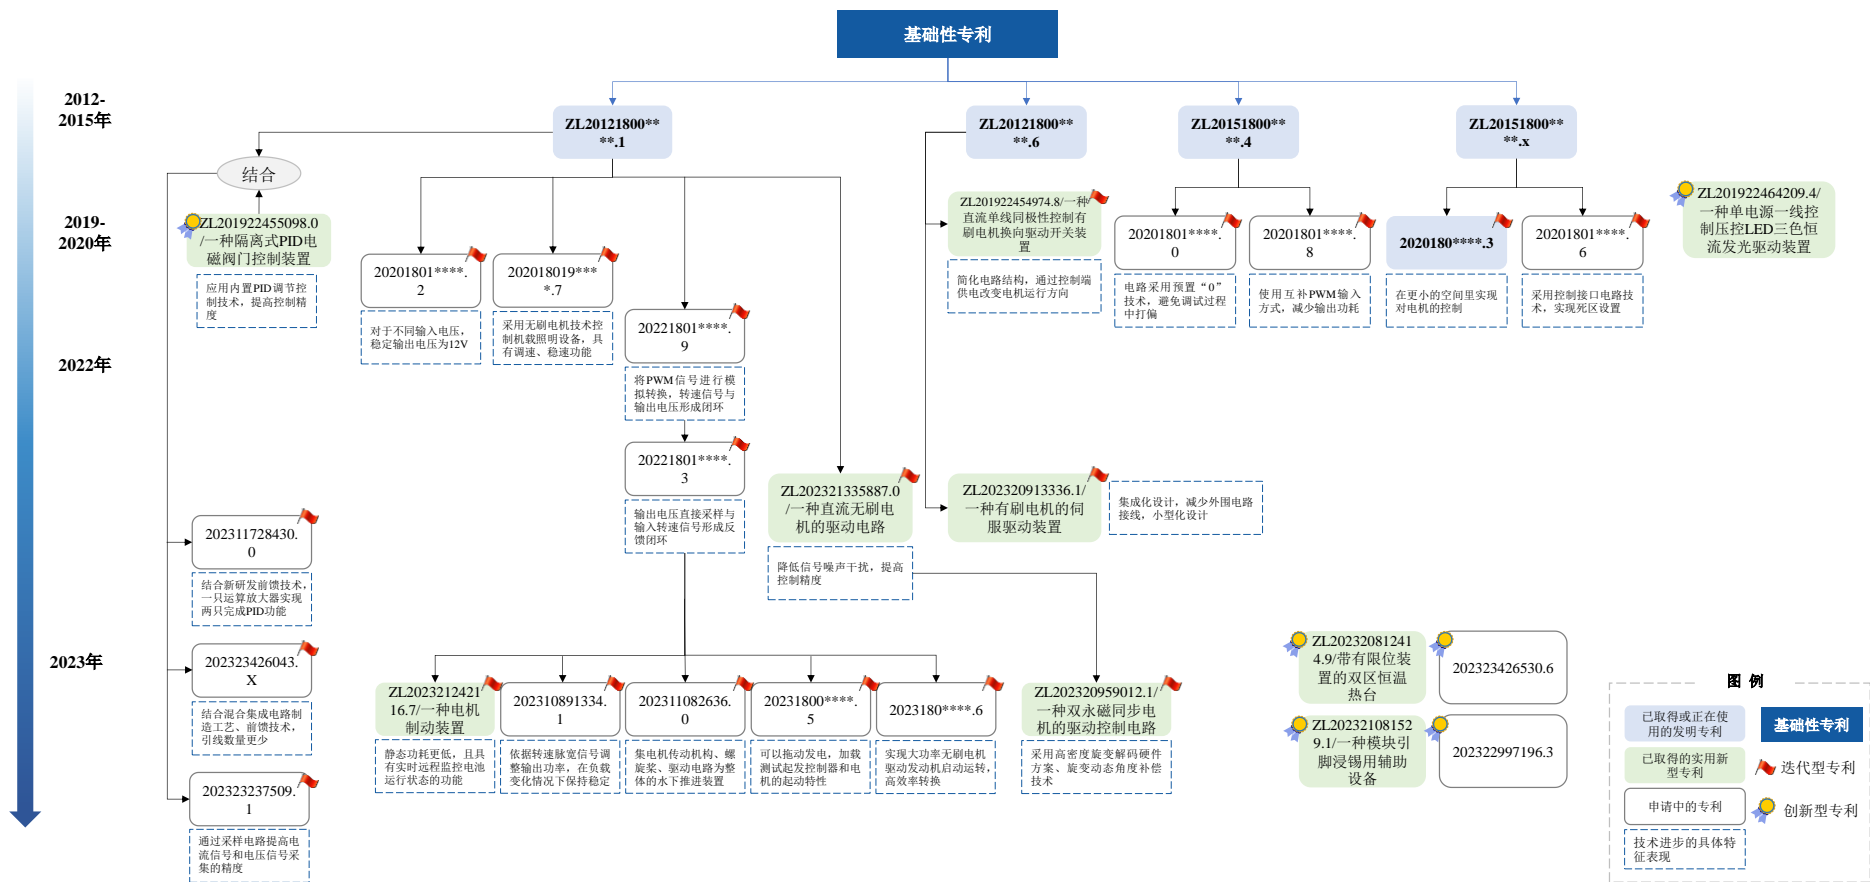 基础性专利
2012-
2015年
ZL20121800**
**.1
ZL20121800**
**.6
ZL20151800**
**.4
ZL20151800**
**.x
结合
2019-
2020年
ZL201922455098.0
/一种隔离式PID电
磁阀门控制装置
应用内置PID调节控
制技术，提高控制精
度
20201801****.
2
对于不同输入电压，
稳定输出电压为12V
202018019***
*.7
采用无刷电机技术控
制机载照明设备，具
有调速、稳速功能
ZL201922454974.8/一种
直流单线同极性控制有
刷电机换向驱动开关装
置
简化电路结构，通过控制端
供电改变电机运行方向
20201801****.
0
电路采用预置“0”
技术，避免调试过程
中打偏
20201801****.
8
使用互补PWM输入
方式，减少输出功耗
2020180****.3
在更小的空间里实现
对电机的控制
20201801****.
6
采用控制接口电路技
术，实现死区设置
ZL201922464209.4/
一种单电源一线控
制压控LED三色恒
流发光驱动装置
2022年
20221801****.
9
将PWM信号进行模
拟转换，转速信号与
输出电压形成闭环
20221801****.
3
输出电压直接采样与
输入转速信号形成反
馈闭环
ZL202321335887.0
/一种直流无刷电
机的驱动电路
降低信号噪声干扰，提高
控制精度
ZL202320913336.1/
一种有刷电机的伺
服驱动装置
集成化设计，减少外围电路
接线，小型化设计
2023年
202311728430.
0
结合新研发前馈技术，
一只运算放大器实现
两只完成PID功能
202323426043.
X
结合混合集成电路制
造工艺、前馈技术，
引线数量更少
202323237509.
1
通过采样电路提高电
流信号和电压信号采
集的精度
ZL2023212421
16.7/一种电机
制动装置
静态功耗更低，且具
有实时远程监控电池
运行状态的功能
202310891334.
1
依据转速脉宽信号调
整输出功率，在负载
变化情况下保持稳定
202311082636.
0
集电机传动机构、螺
旋桨、驱动电路为整
体的水下推进装置
20231800****.
5
可以拖动发电，加载
测试起发控制器和电
机的起动特性
2023180****.6
实现大功率无刷电机
驱动发动机启动运转，
高效率转换
ZL202320959012.1/
一种双永磁同步电
机的驱动控制电路
采用高密度旋变解码硬件
方案、旋变动态角度补偿
技术
ZL20232081241
4.9/带有限位装
置的双区恒温
热台
202323426530.6
ZL20232108152
9.1/一种模块引
脚浸锡用辅助
设备
202322997196.3
图 例
已取得或正在使
用的发明专利
基础性专利
已取得的实用新
型专利
迭代型专利
申请中的专利
创新型专利
技术进步的具体特
征表现